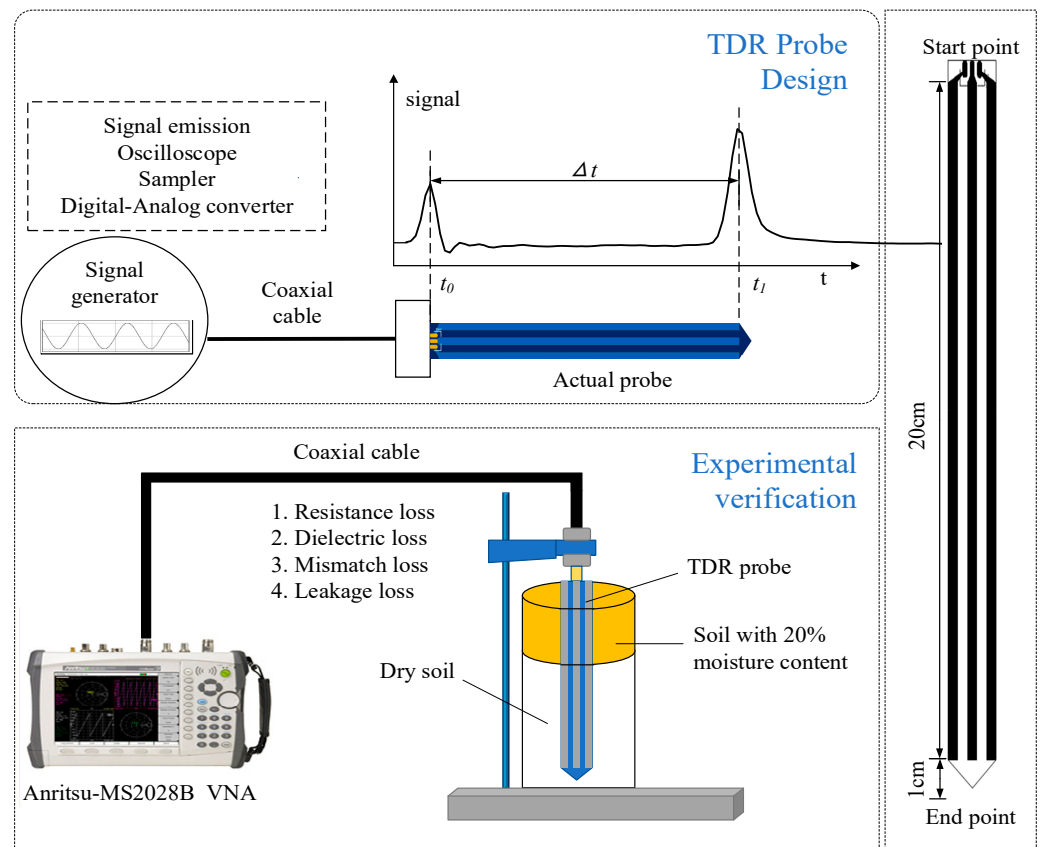 TDR Probe
Design
signal
Signal emission
Oscilloscope
Sampler
Digital-Analog converter
Δt
t0
t1
t
Signal
generator
Coaxial
cable
Actual probe
Start point
20cm
1cm
End point
Experimental
verification
Coaxial cable
1. Resistance loss
2. Dielectric loss
3. Mismatch loss
4. Leakage loss
TDR probe
Soil with 20%
moisture content
Dry soil
Anritsu-MS2028B VNA